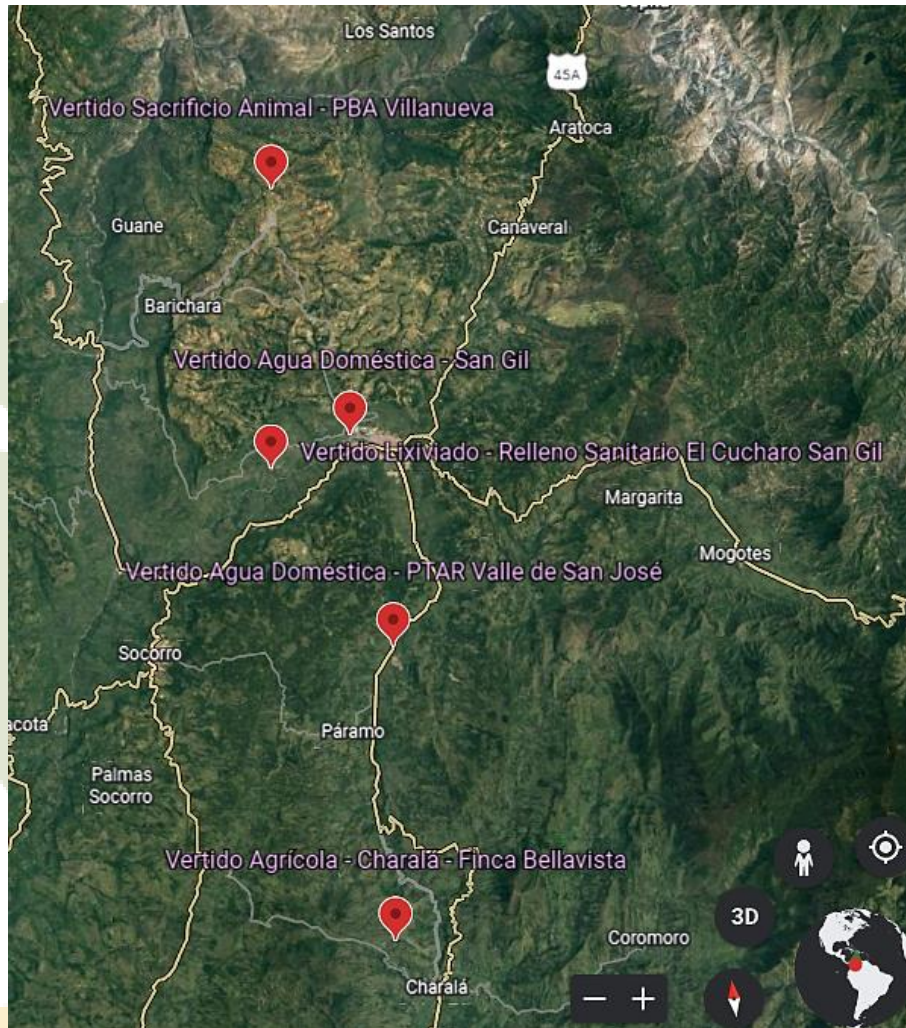 Los Santos
45A
Vertido Sacrificio Animal - PBA Villanueva
Aratoca
Guane
Canaveral
Barichara
Vertido Agua Doméstica - San Gil
Vertido Lixiviado - Relleno Sanitario El Cucharo San Gil
Margarita
Mogotes
Vertido Agua Doméstica - PTAR Valle de San José
Socorro
acota
Páramo
Palmas
Socorro
Vertido Agrícola - Charalá - Finca Bellavista
3D
Coromoro
Charalá